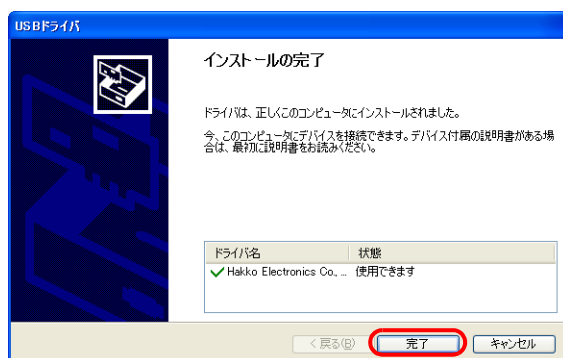 USBドライバ
インストールの完了
ドライバは、正しくこのコンピュータにインストールされました。
今、このコンピュータにデバイスを接続できます。デバイス付属の説明書がある場
合は、最初に説明書をお読みください。
ドライバ名 状態
Hakko Electronics Co., ... 使用できます
< 戻る(B) 完了 キャンセル